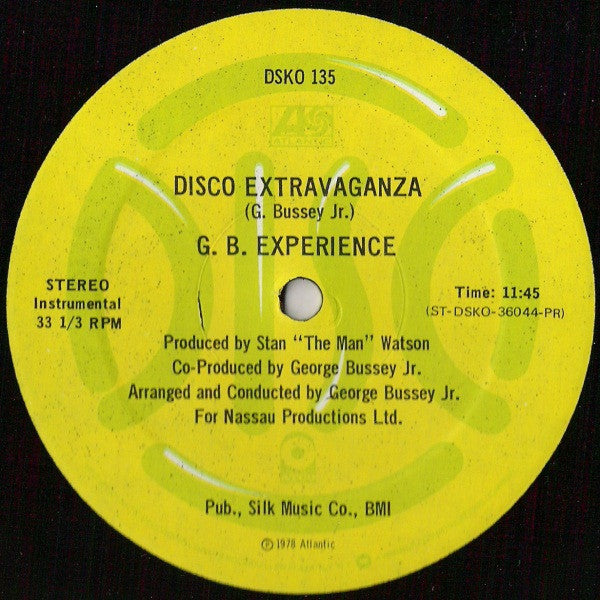 DSKO 135
ATLANTIC
DISCO
DISCO EXTRAVAGANZA
(G. Bussey Jr.)
G. B. EXPERIENCE
STEREO
Instrumental
33 1/3 RPM
Time: 11:45
(ST-DSKO-36044-PR)
Produced by Stan "The Man" Watson
Co-Produced by George Bussey Jr.
Arranged and Conducted by George Bussey Jr.
For Nassau Productions Ltd.
Pub., Silk Music Co., BMI
℗ 1978 Atlantic